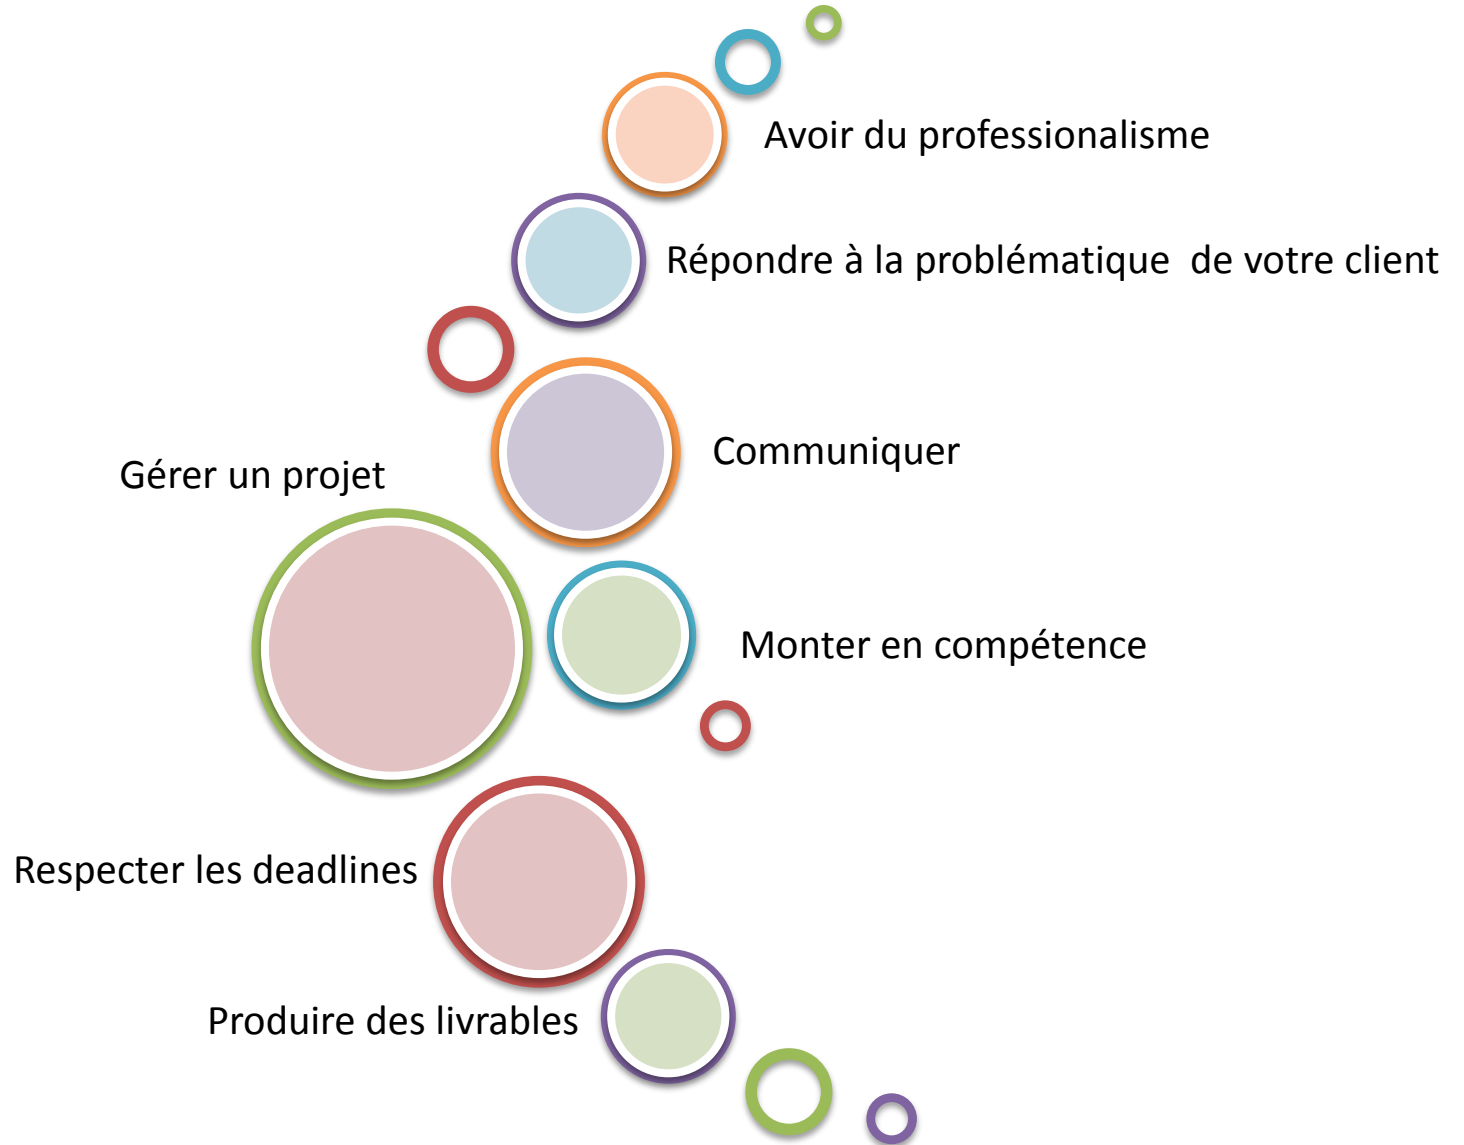 Avoir du professionalisme
Répondre à la problématique  de votre client
Communiquer
Gérer un projet
Monter en compétence
Respecter les deadlines
Produire des livrables